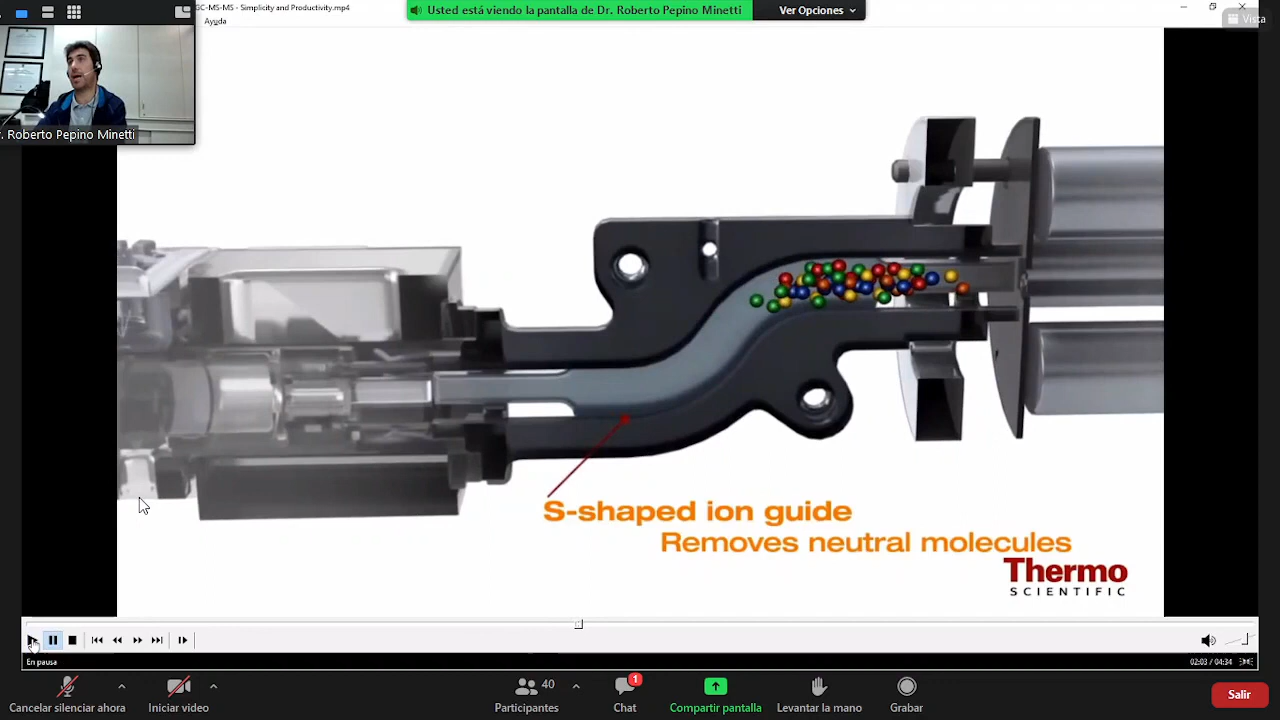 GC-MS-MS - Simplicity and Productivity.mp4
Usted está viendo la pantalla de Dr. Roberto Pepino Minetti
Ver Opciones
Vista
Ayuda
r. Roberto Pepino Minetti
S-shaped ion guide
Removes neutral molecules
Thermo
SCIENTIFIC
En pausa
02:03 / 04:34
Cancelar silenciar ahora
Iniciar video
40
Participantes
1
Chat
Compartir pantalla
Levantar la mano
Grabar
Salir